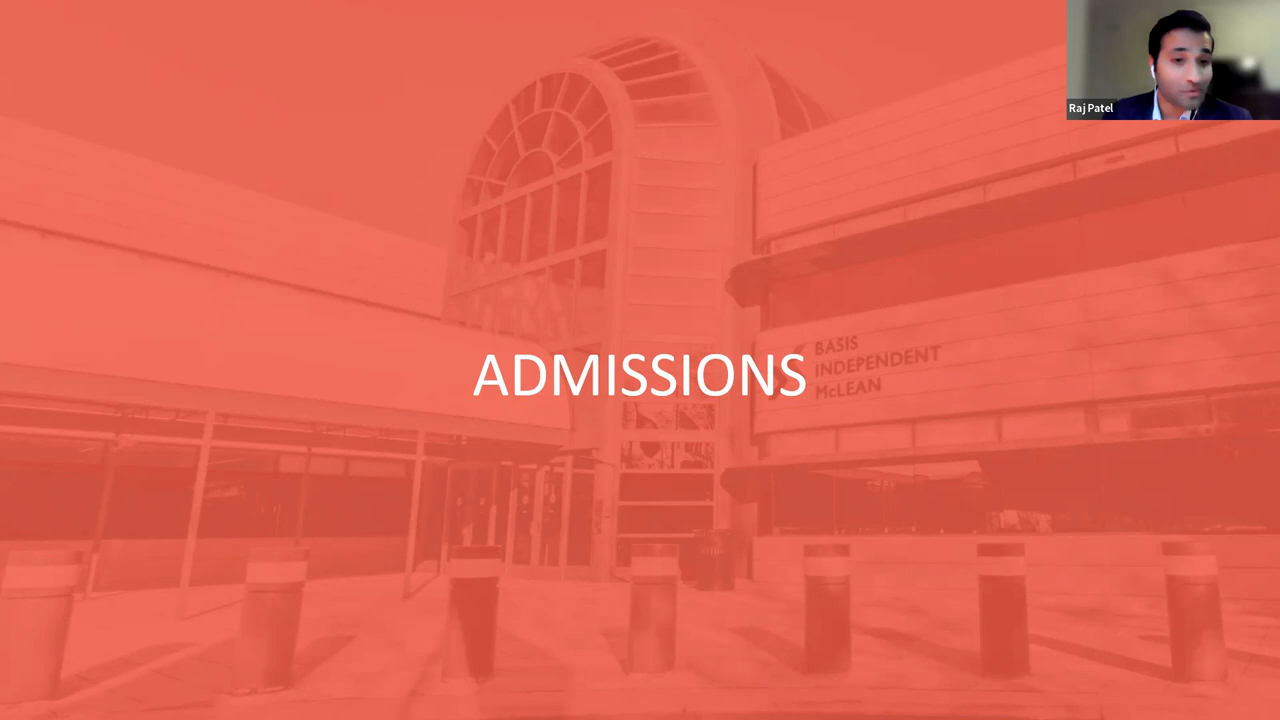 Raj Patel
BASIS
INDEPENDENT
McLEAN
ADMISSIONS